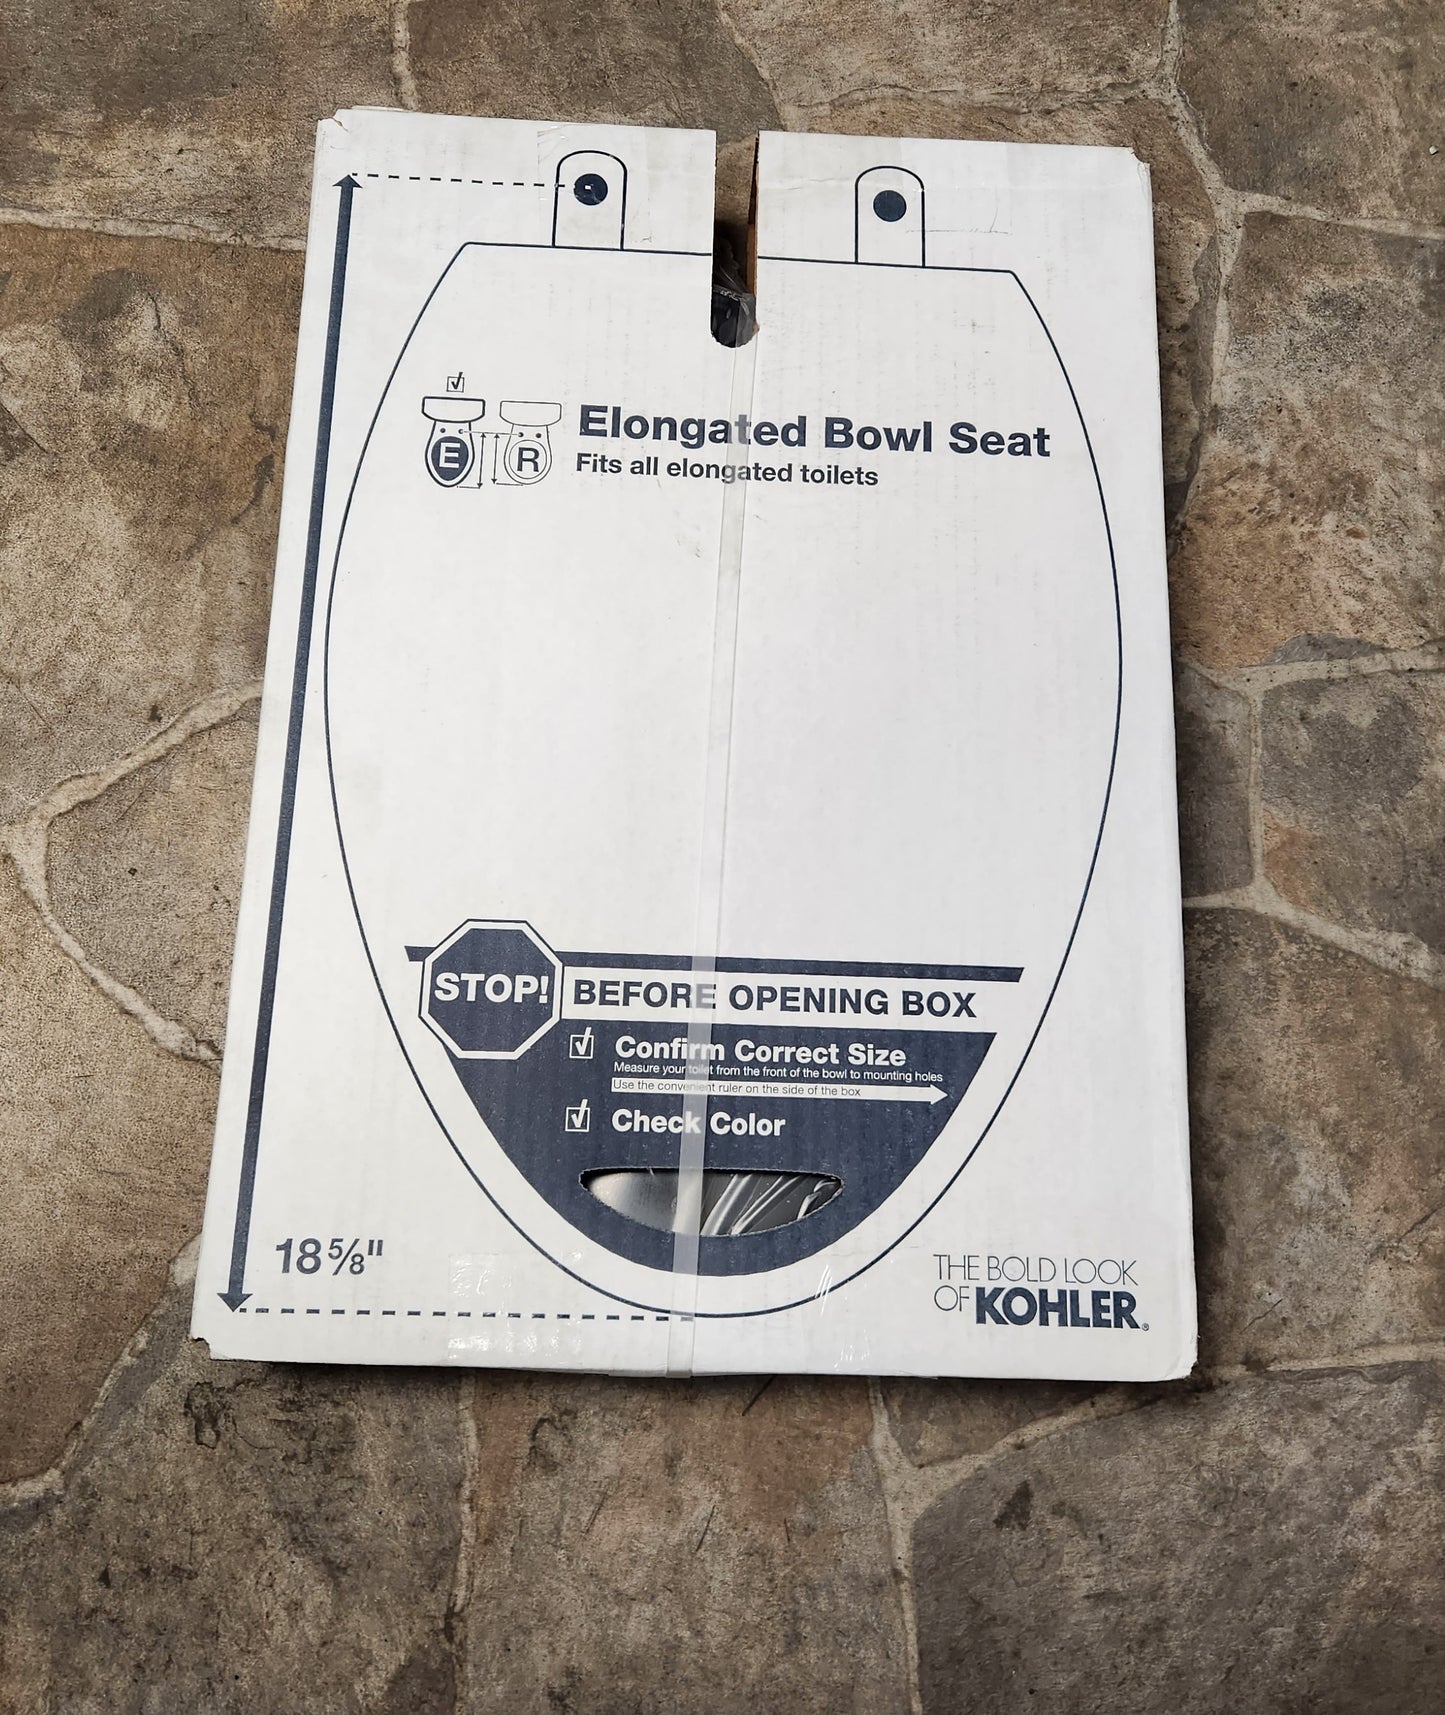 E R
Elongated Bowl Seat
Fits all elongated toilets
STOP!
BEFORE OPENING BOX
Confirm Correct Size
Measure your toilet from the front of the bowl to mounting holes
Use the convenient ruler on the side of the box
Check Color
18 5/8"
THE BOLD LOOK
OF KOHLER®